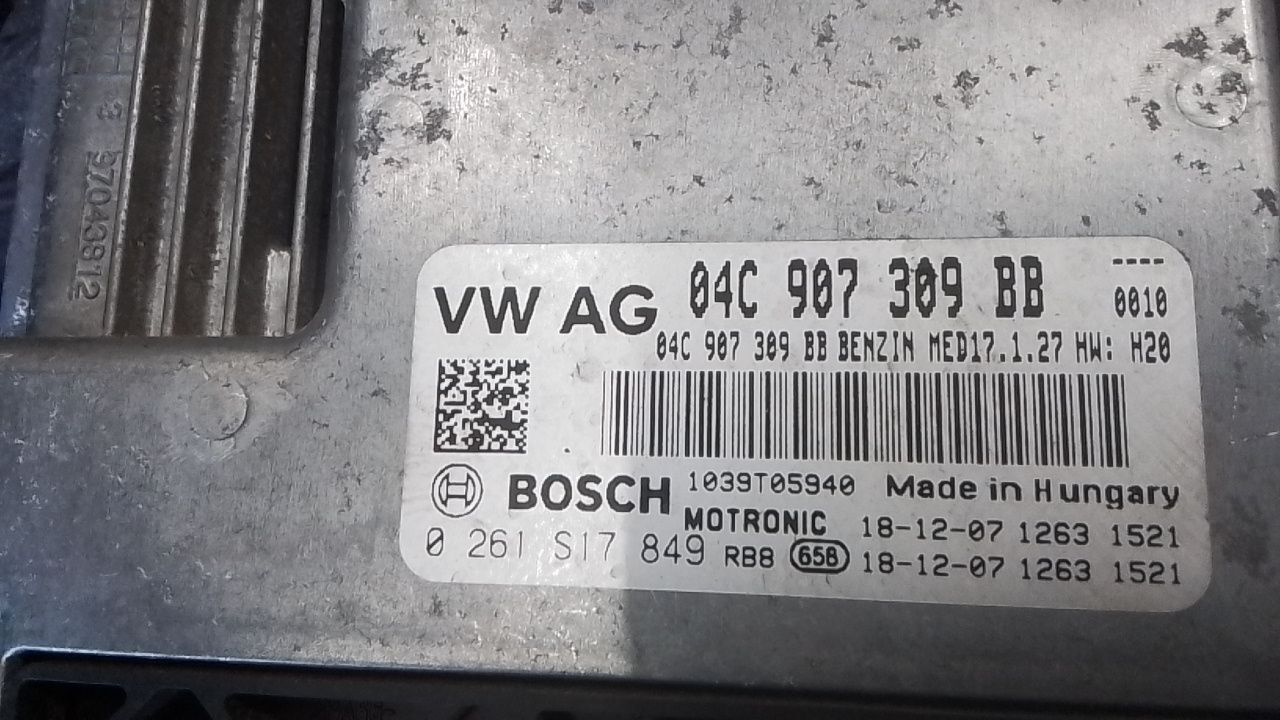 97043812
VW AG 04C 907 309 BB ----
0010
04C 907 309 BB BENZIN MED17.1.27 HW: H20
BOSCH 1039T05940 Made in Hungary
MOTRONIC 18-12-07 1263 1521
0 261 S17 849 RB8 658 18-12-07 1263 1521